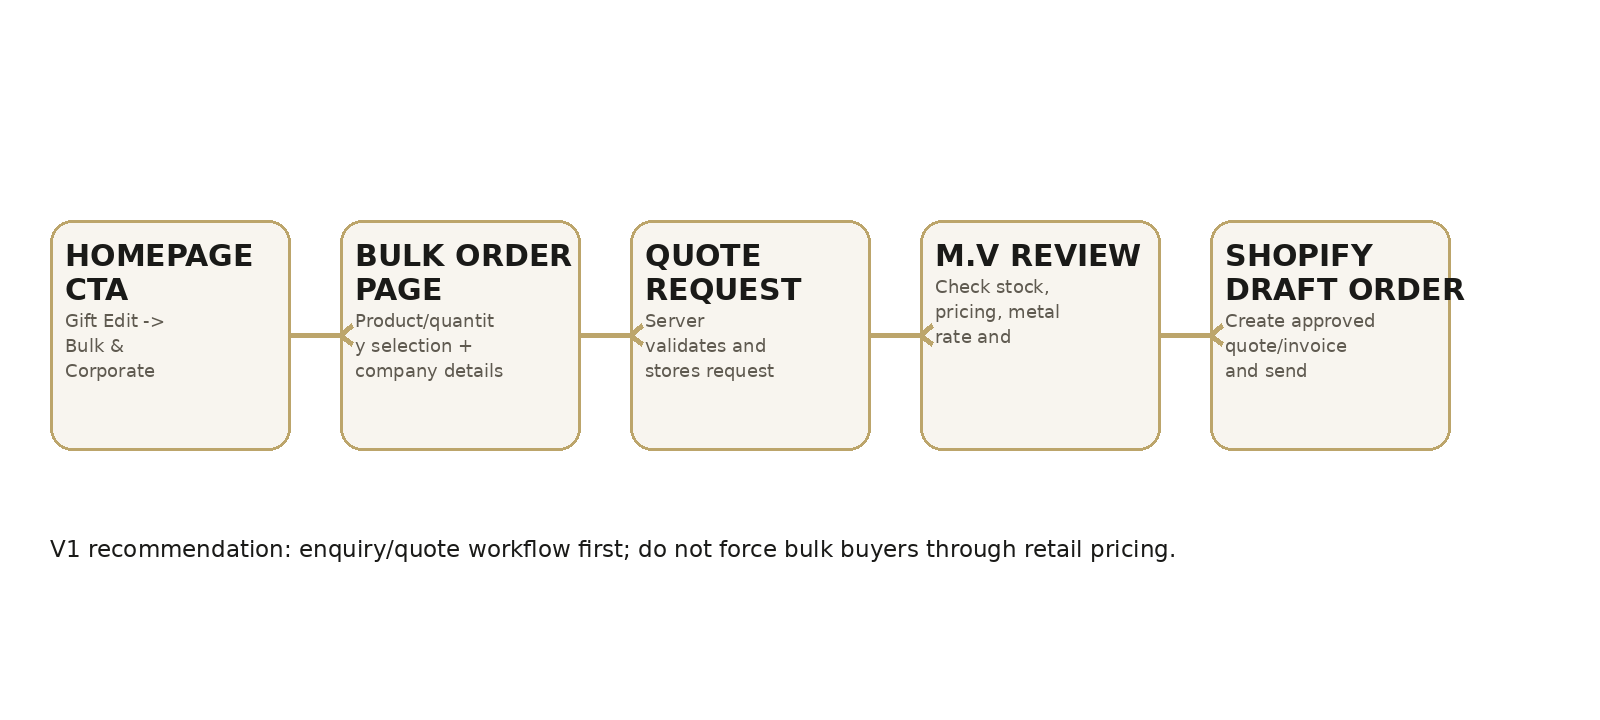 HOMEPAGE
CTA
Gift Edit ->
Bulk &
Corporate
BULK ORDER
PAGE
Product/quantit
y selection +
company details
QUOTE
REQUEST
Server
validates and
stores request
M.V REVIEW
Check stock,
pricing, metal
rate and
SHOPIFY
DRAFT ORDER
Create approved
quote/invoice
and send
V1 recommendation: enquiry/quote workflow first; do not force bulk buyers through retail pricing.